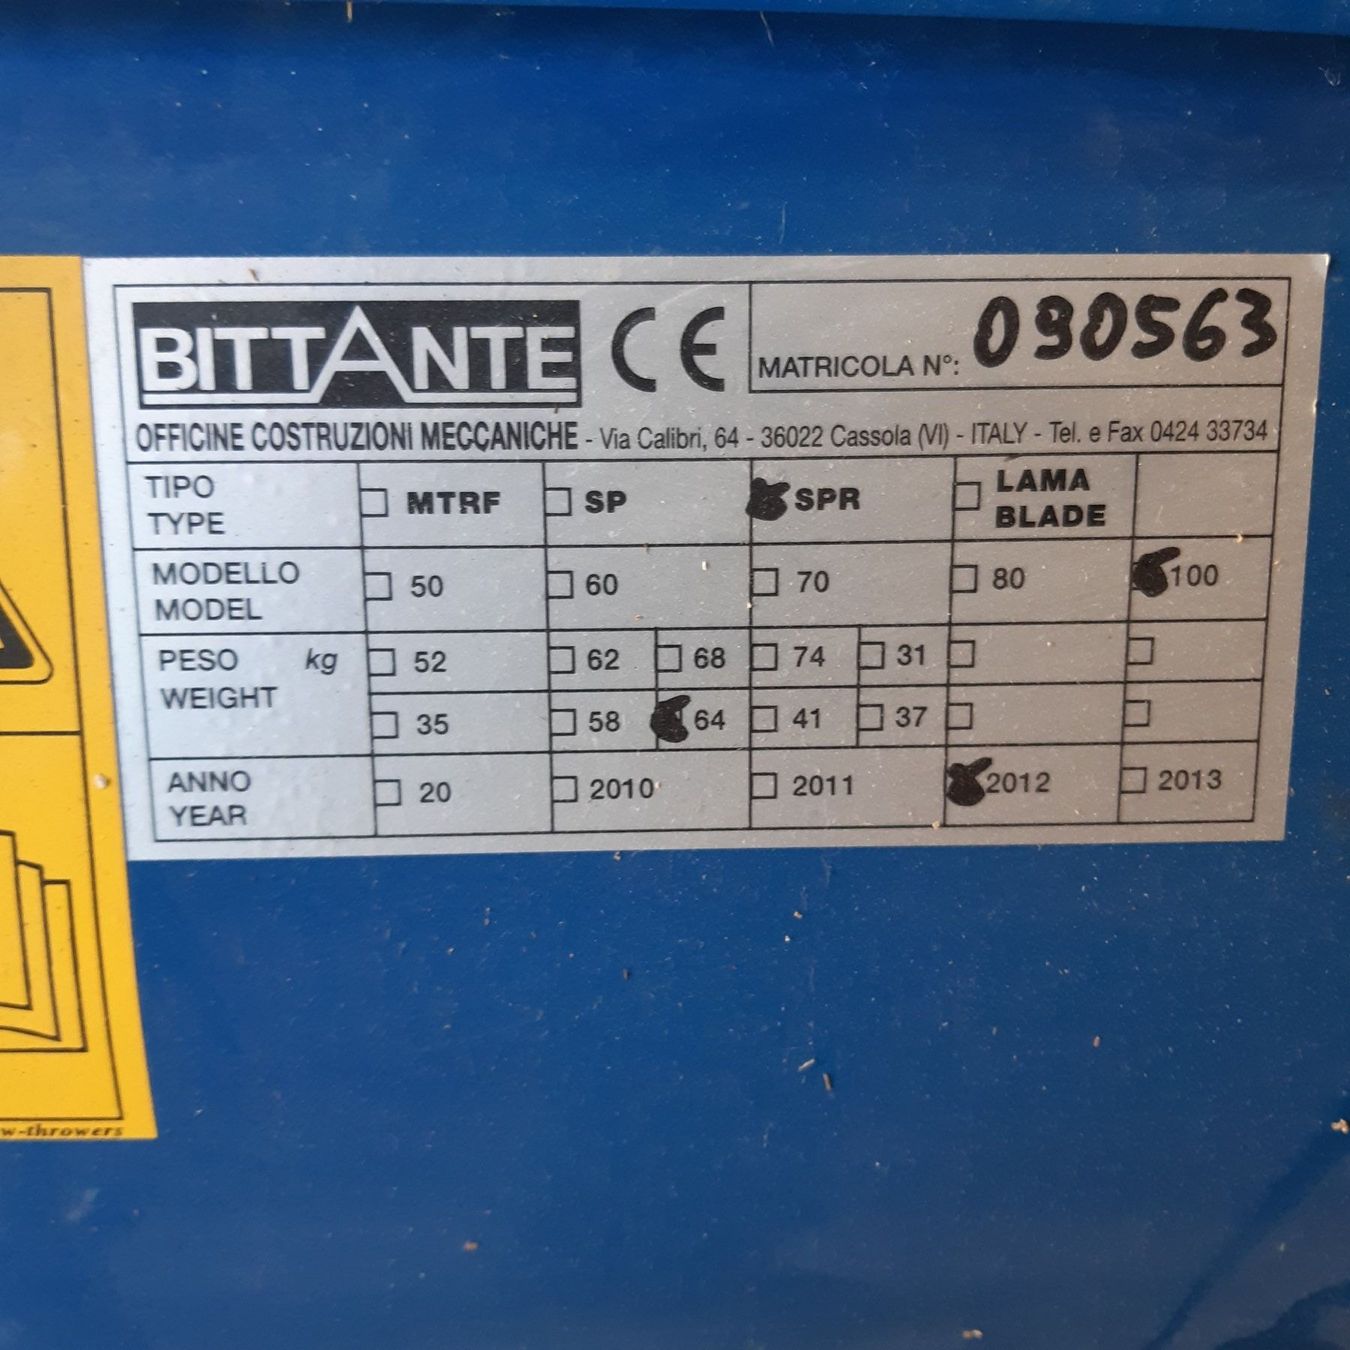 BITTANTE CE MATRICOLA N°: 090563
OFFICINE COSTRUZIONI MECCANICHE - Via Calibri, 64 - 36022 Cassola (VI) - ITALY - Tel. e Fax 0424 33734
TIPO
TYPE
MTRF SP SPR LAMA
BLADE
MODELLO
MODEL
50 60 70 80 100
PESO kg
WEIGHT
52 62 68 74 31
35 58 64 41 37
ANNO
YEAR
20 2010 2011 2012 2013
w-throwers